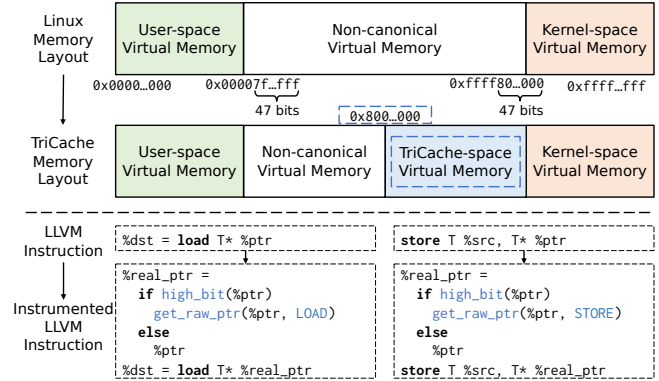 Linux
Memory
Layout
User-space
Virtual Memory
Non-canonical
Virtual Memory
Kernel-space
Virtual Memory
0x0000…000
0x00007f…fff
0xffff80…000
0xffff…fff
47 bits
47 bits
0x800…000
TriCache
Memory
Layout
User-space
Virtual Memory
Non-canonical
Virtual Memory
TriCache-space
Virtual Memory
Kernel-space
Virtual Memory
LLVM
Instruction
%dst = load T* %ptr
store T %src, T* %ptr
Instrumented
LLVM
Instruction
%real_ptr =
if high_bit(%ptr)
get_raw_ptr(%ptr, LOAD)
else
%ptr
%dst = load T* %real_ptr
%real_ptr =
if high_bit(%ptr)
get_raw_ptr(%ptr, STORE)
else
%ptr
store T %src, T* %real_ptr